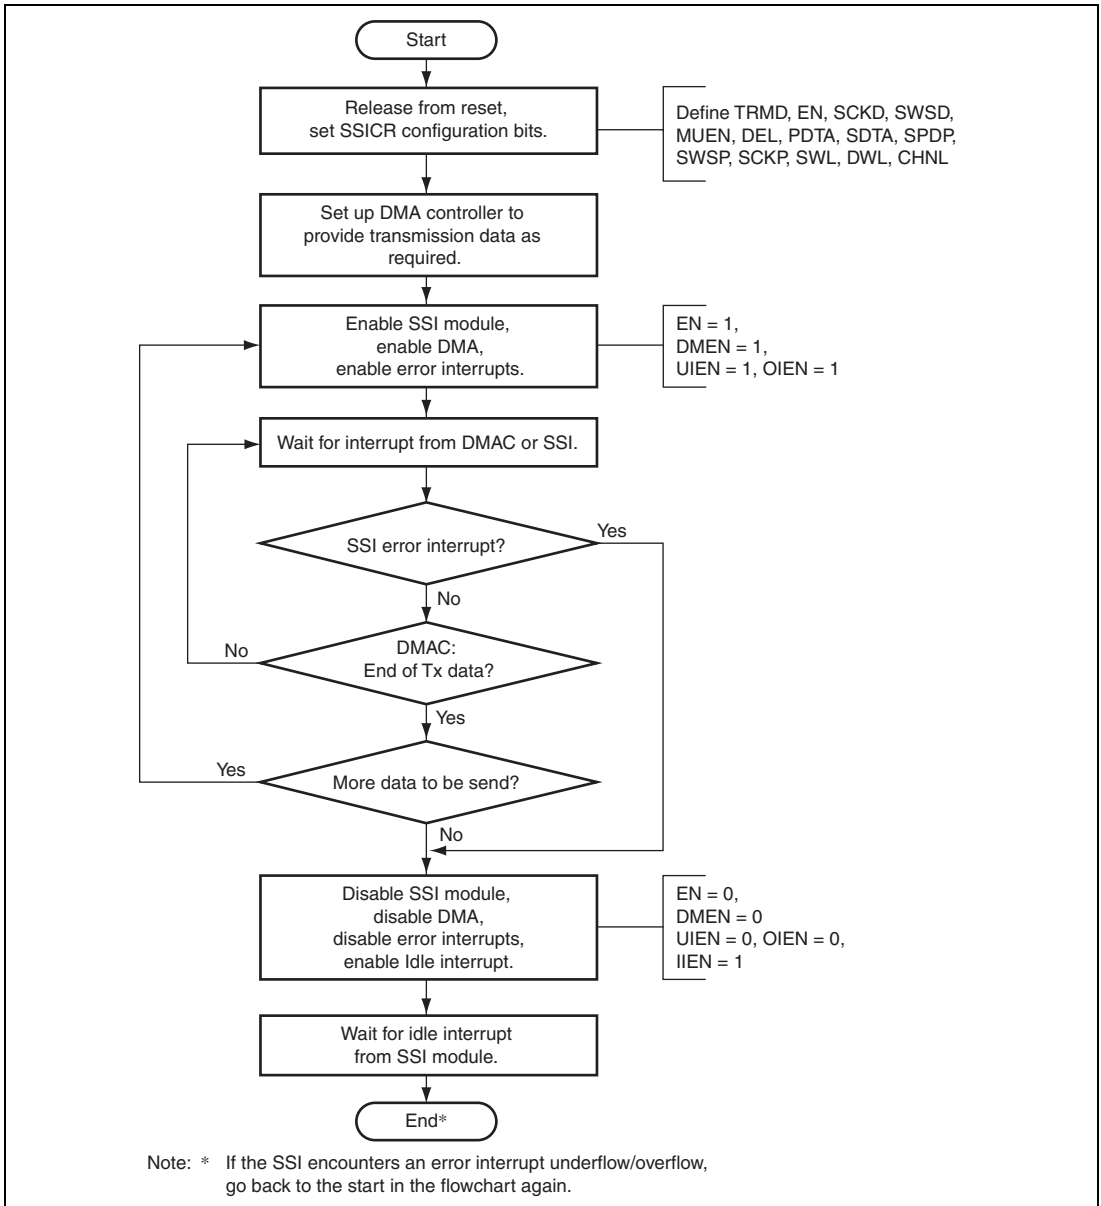 Start
Release from reset,
set SSICR configuration bits.
Define TRMD, EN, SCKD, SWSD,
MUEN, DEL, PDTA, SDTA, SPDP,
SWSP, SCKP, SWL, DWL, CHNL
Set up DMA controller to
provide transmission data as
required.
Enable SSI module,
enable DMA,
enable error interrupts.
EN = 1,
DMEN = 1,
UIEN = 1, OIEN = 1
Wait for interrupt from DMAC or SSI.
SSI error interrupt?
Yes
No
DMAC:
End of Tx data?
No
Yes
More data to be send?
Yes
No
Disable SSI module,
disable DMA,
disable error interrupts,
enable Idle interrupt.
EN = 0,
DMEN = 0
UIEN = 0, OIEN = 0,
IIEN = 1
Wait for idle interrupt
from SSI module.
End*
Note: * If the SSI encounters an error interrupt underflow/overflow,
go back to the start in the flowchart again.